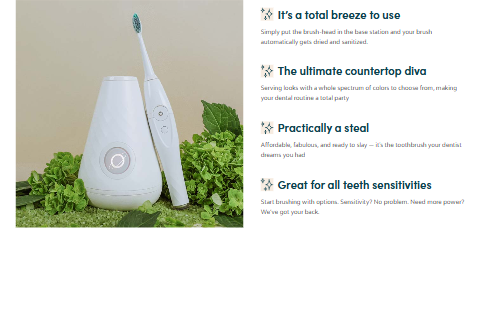 It's a total breeze to use
Simply put the brush-head in the base station and your brush
automatically gets dried and sanitized.
The ultimate countertop diva
Serving looks with a whole spectrum of colors to choose from, making
your dental routine a total party
Practically a steal
Affordable, fabulous, and ready to slay — it's the toothbrush your dentist
dreams you had
Great for all teeth sensitivities
Start brushing with options. Sensitivity? No problem. Need more power?
We've got your back.